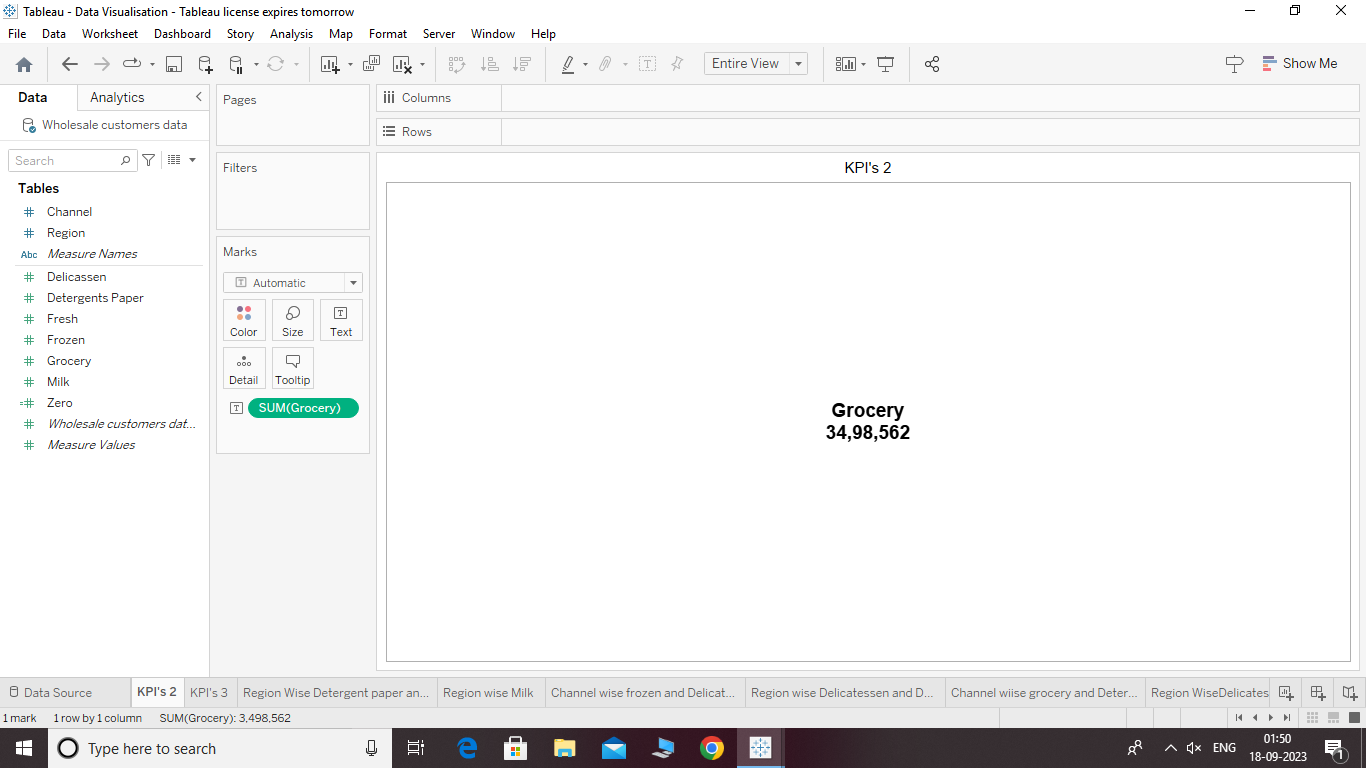 Tableau - Data Visualisation - Tableau license expires tomorrow
File Data Worksheet Dashboard Story Analysis Map Format Server Window Help
Entire View
Show Me
Data Analytics
Wholesale customers data
Search
Tables
Channel
Region
Abc Measure Names
Delicassen
Detergents Paper
Fresh
Frozen
Grocery
Milk
Zero
Wholesale customers dat...
Measure Values
Pages
Filters
Marks
Automatic
Color Size Text
Detail Tooltip
SUM(Grocery)
Columns
Rows
KPI's 2
Grocery
34,98,562
Data Source KPI's 2 KPI's 3 Region Wise Detergent paper an... Region wise Milk Channel wise frozen and Delicat... Region wise Delicatessen and D... Channel wiise grocery and Deter... Region WiseDelicates
1 mark 1 row by 1 column SUM(Grocery): 3,498,562
Type here to search
ENG
01:50
18-09-2023
1